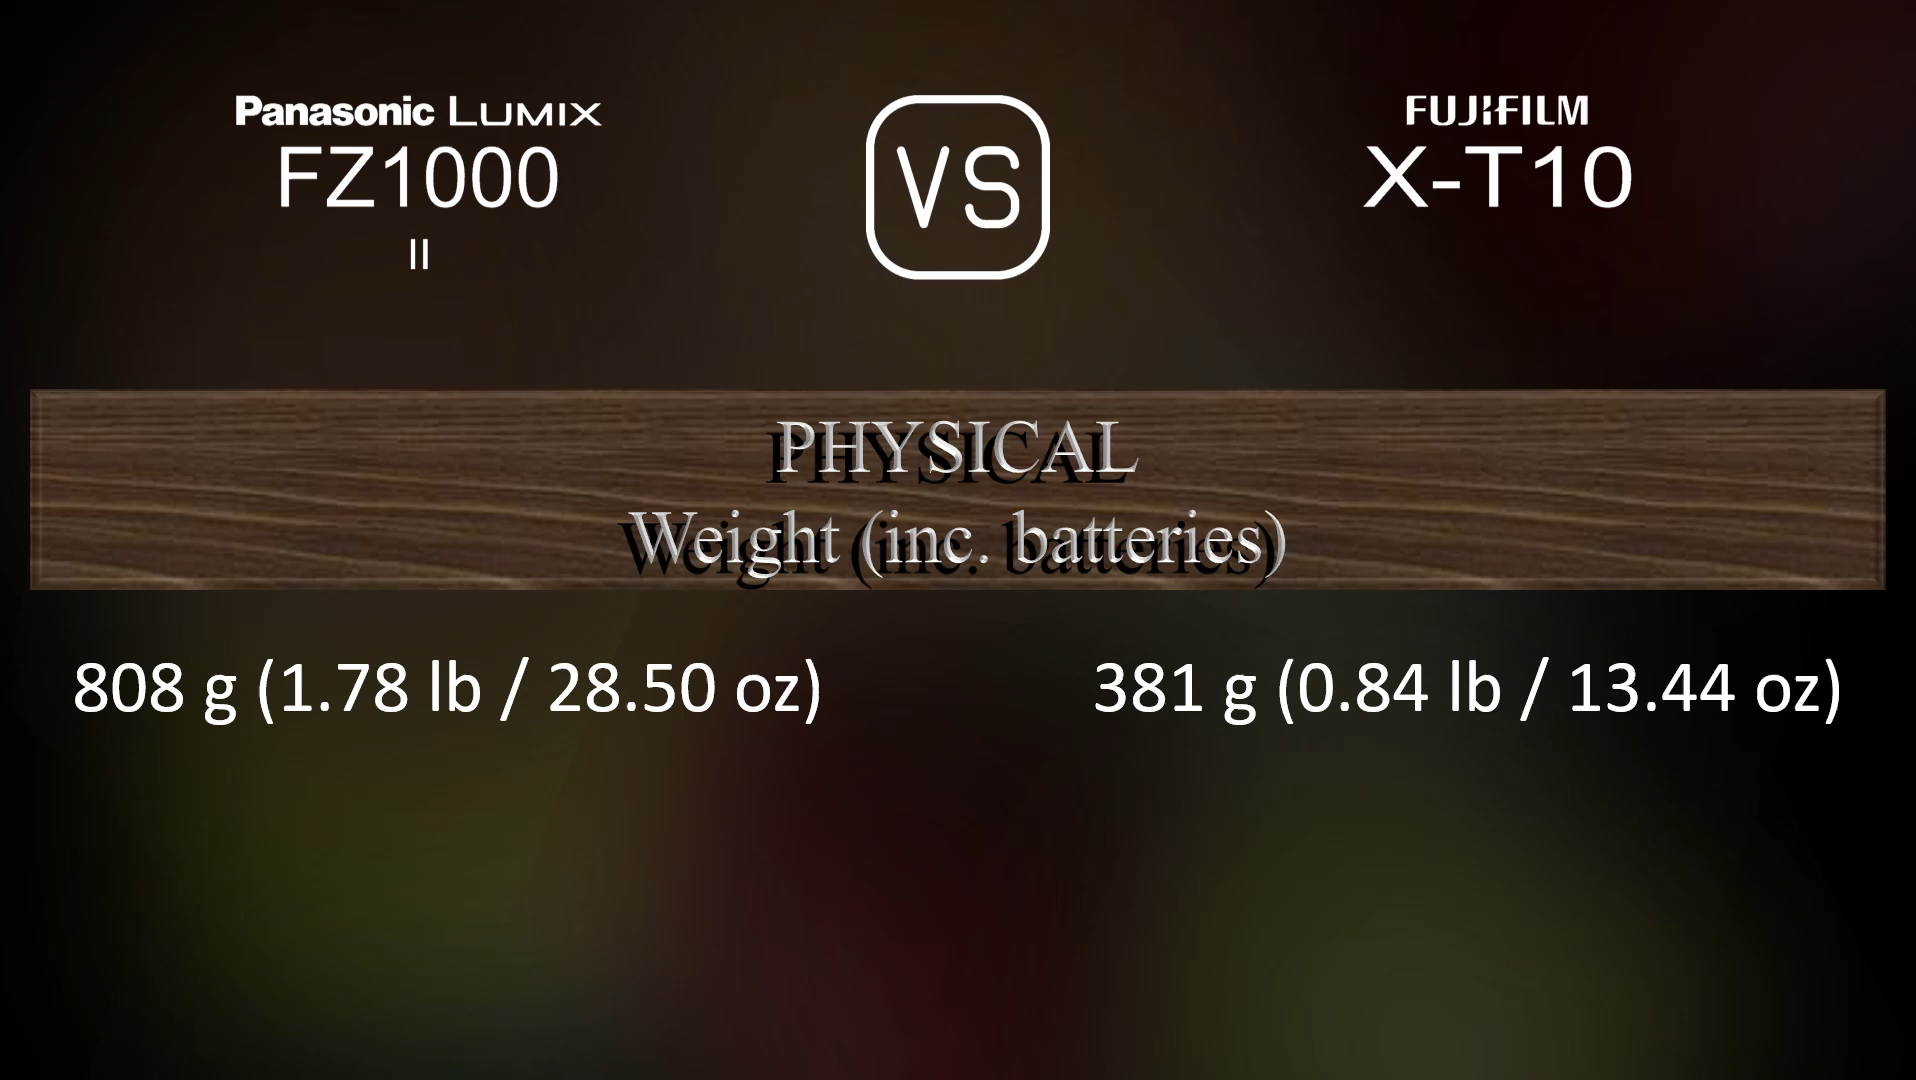 Panasonic LUMIX
FZ1000
II
VS
FUJIFILM
X-T10
PHYSICAL
Weight (inc. batteries)
808 g (1.78 lb / 28.50 oz)
381 g (0.84 lb / 13.44 oz)